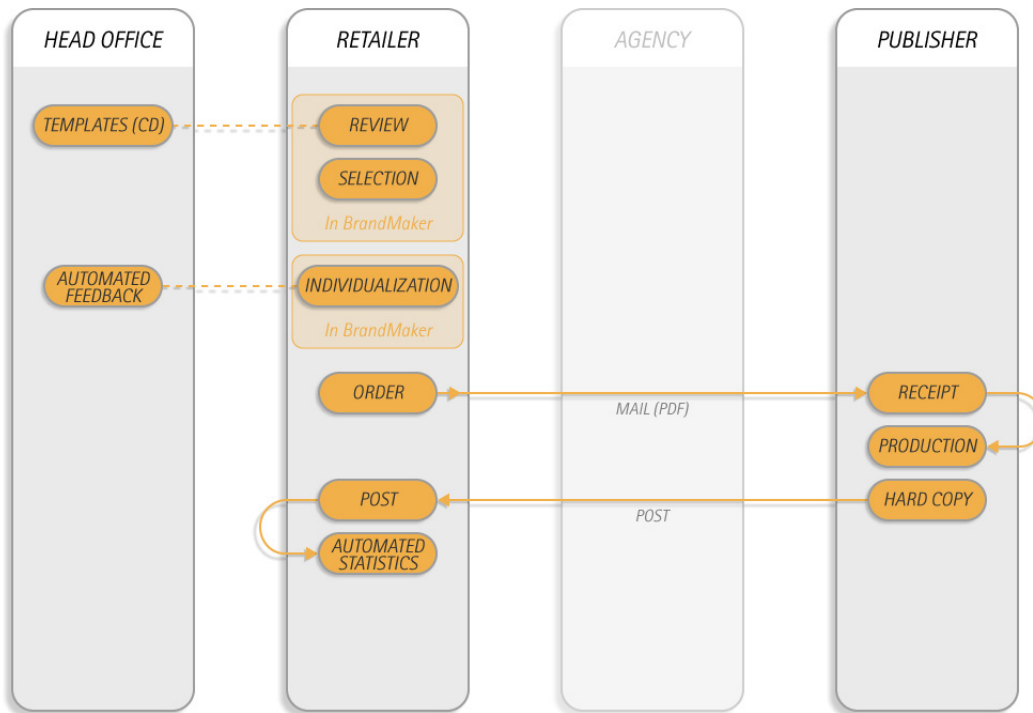 HEAD OFFICE
RETAILER
AGENCY
PUBLISHER
TEMPLATES (CD)
REVIEW
SELECTION
In BrandMaker
AUTOMATED
FEEDBACK
INDIVIDUALIZATION
In BrandMaker
ORDER
MAIL (PDF)
RECEIPT
PRODUCTION
POST
POST
HARD COPY
AUTOMATED
STATISTICS